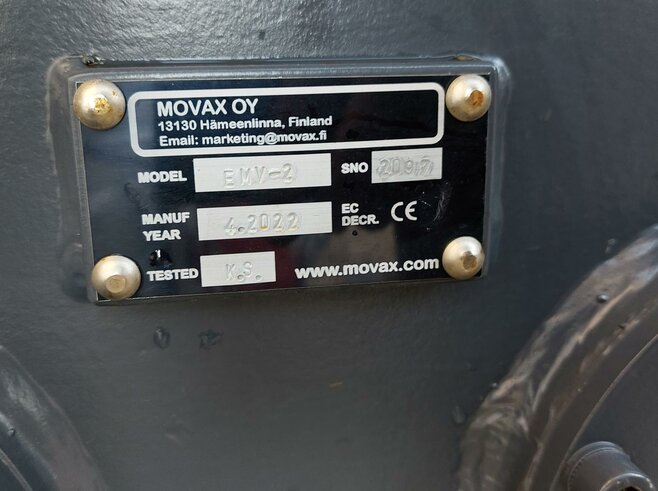 MOVAX OY
13130 Hämeenlinna, Finland
Email: marketing@movax.fi
MODEL EMV-2 SNO 2097
MANUF YEAR 4.2022 EC DECR. CE
TESTED K.S. www.movax.com